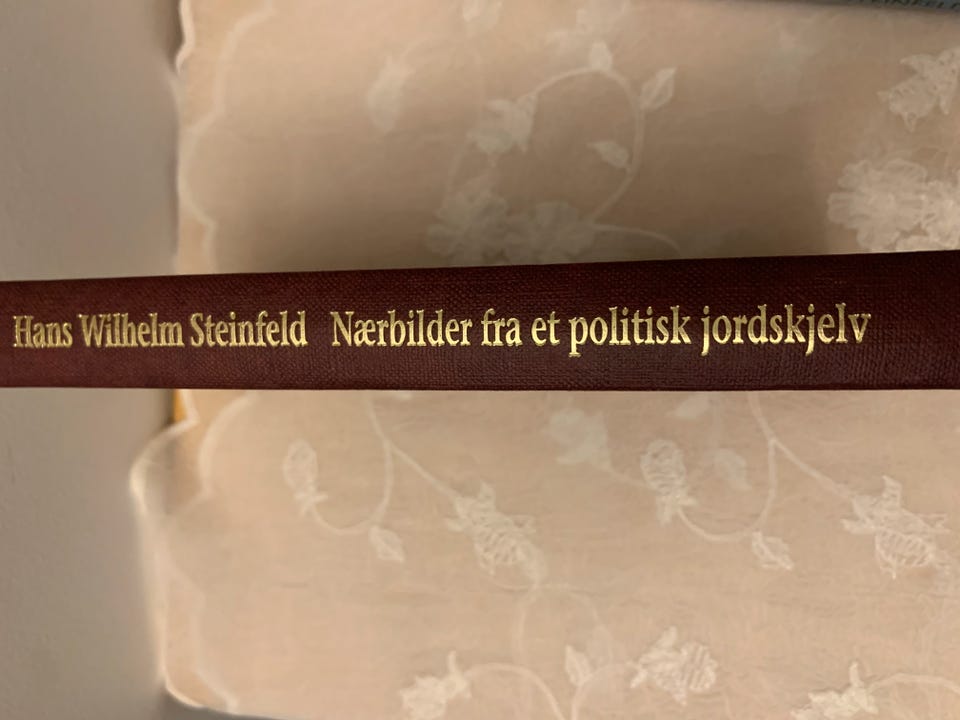 Hans Wilhelm Steinfeld Nærbilder fra et politisk jordskjelv